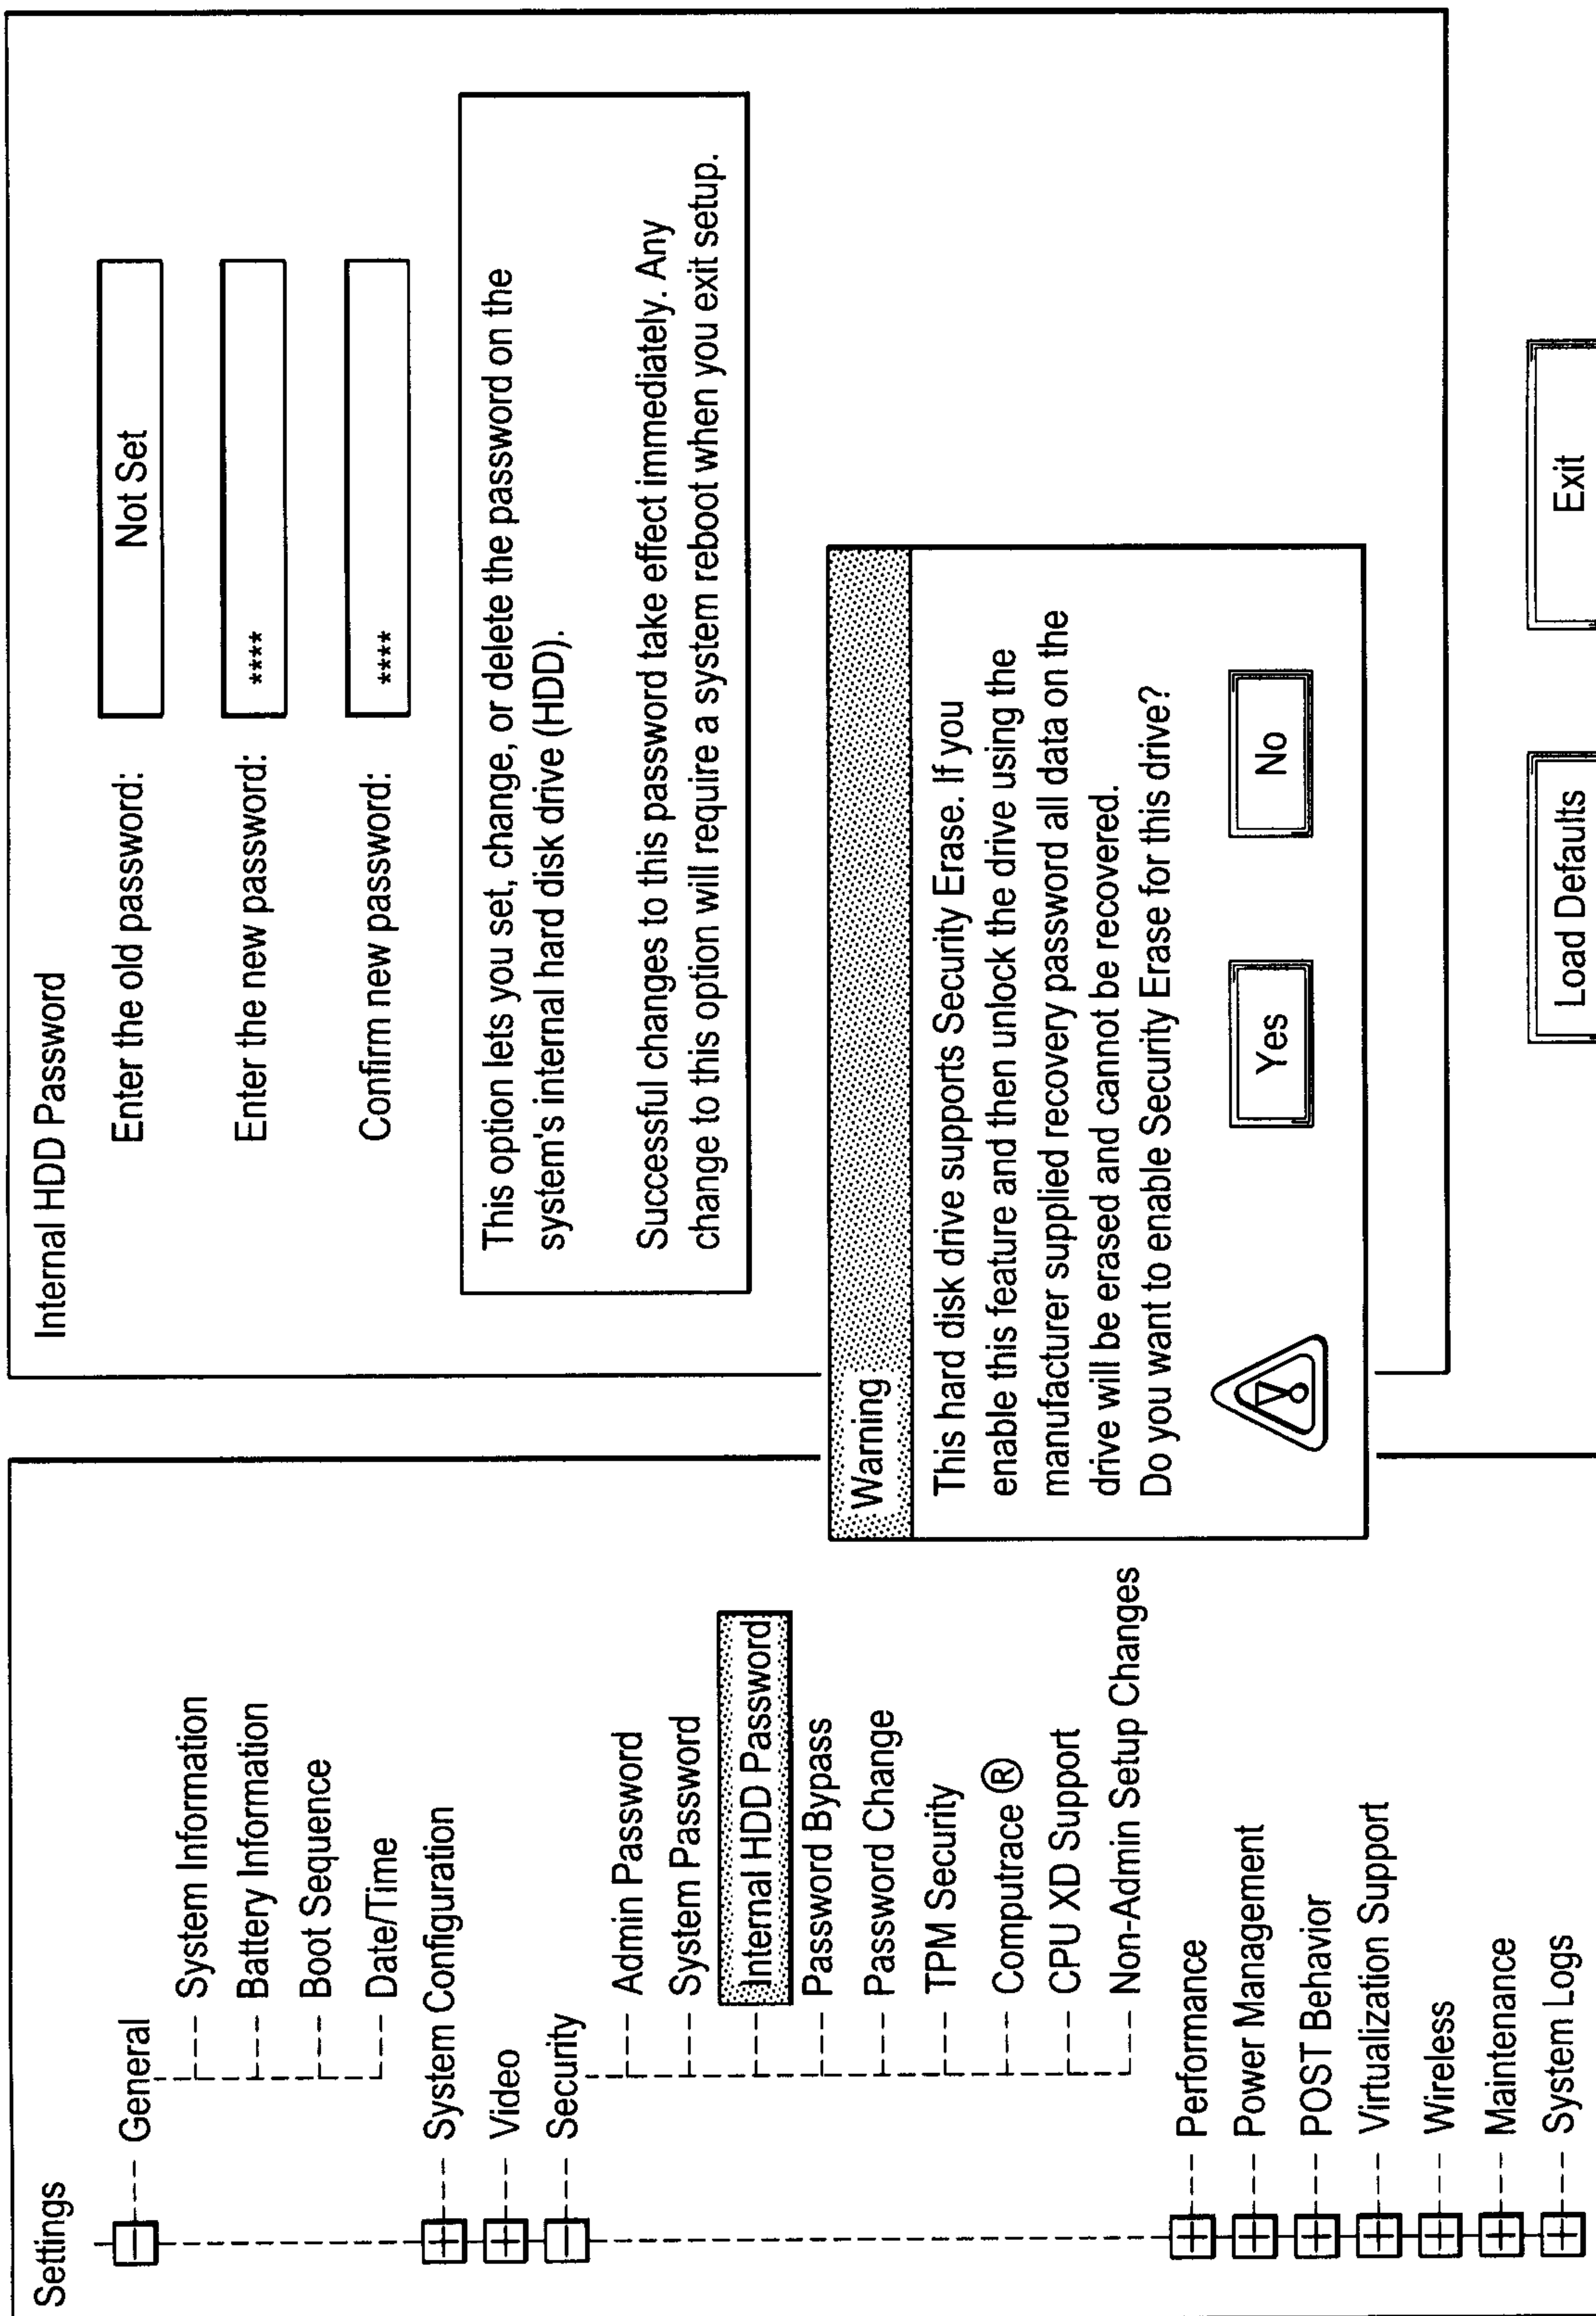 Settings
General
System Information
Battery Information
Boot Sequence
Date/Time
System Configuration
Video
Security
Admin Password
System Password
Internal HDD Password
Password Bypass
Password Change
TPM Security
Computrace ®
CPU XD Support
Non-Admin Setup Changes
Performance
Power Management
POST Behavior
Virtualization Support
Wireless
Maintenance
System Logs
Internal HDD Password
Enter the old password: Not Set
Enter the new password: ****
Confirm new password: ****
This option lets you set, change, or delete the password on the
system's internal hard disk drive (HDD).
Successful changes to this password take effect immediately. Any
change to this option will require a system reboot when you exit setup.
Warning
This hard disk drive supports Security Erase. If you
enable this feature and then unlock the drive using the
manufacturer supplied recovery password all data on the
drive will be erased and cannot be recovered.
Do you want to enable Security Erase for this drive?
Yes No
Load Defaults Exit